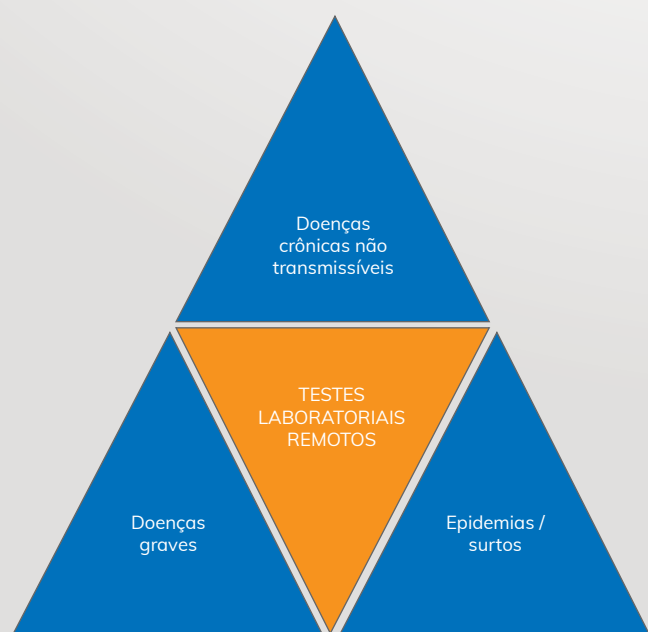 Doenças
crônicas não
transmissíveis
TESTES
LABORATORIAIS
REMOTOS
Doenças
graves
Epidemias /
surtos